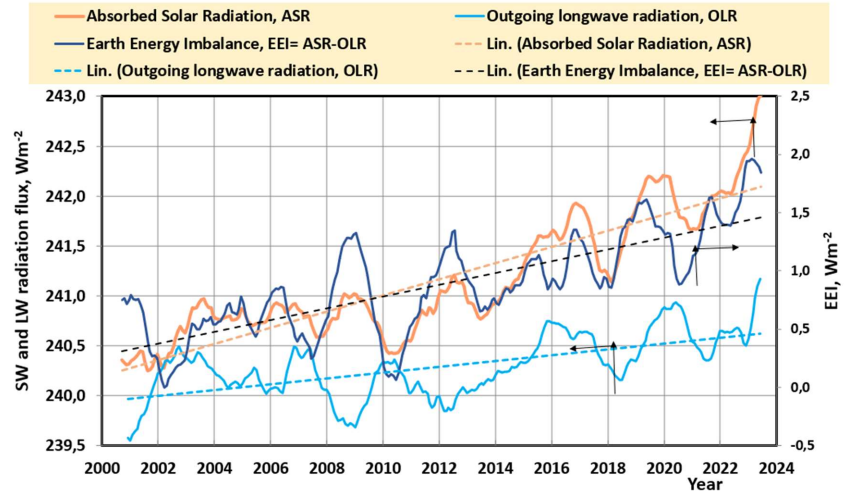 Absorbed Solar Radiation, ASR
Outgoing longwave radiation, OLR
Earth Energy Imbalance, EEI= ASR-OLR
Lin. (Absorbed Solar Radiation, ASR)
Lin. (Outgoing longwave radiation, OLR)
Lin. (Earth Energy Imbalance, EEI= ASR-OLR)
243,0
242,5
242,0
241,5
241,0
240,5
240,0
239,5
SW and LW radiation flux, Wm-2
2,5
2,0
1,5
1,0
0,5
0,0
-0,5
EEI, Wm-2
2000 2002 2004 2006 2008 2010 2012 2014 2016 2018 2020 2022 2024
Year